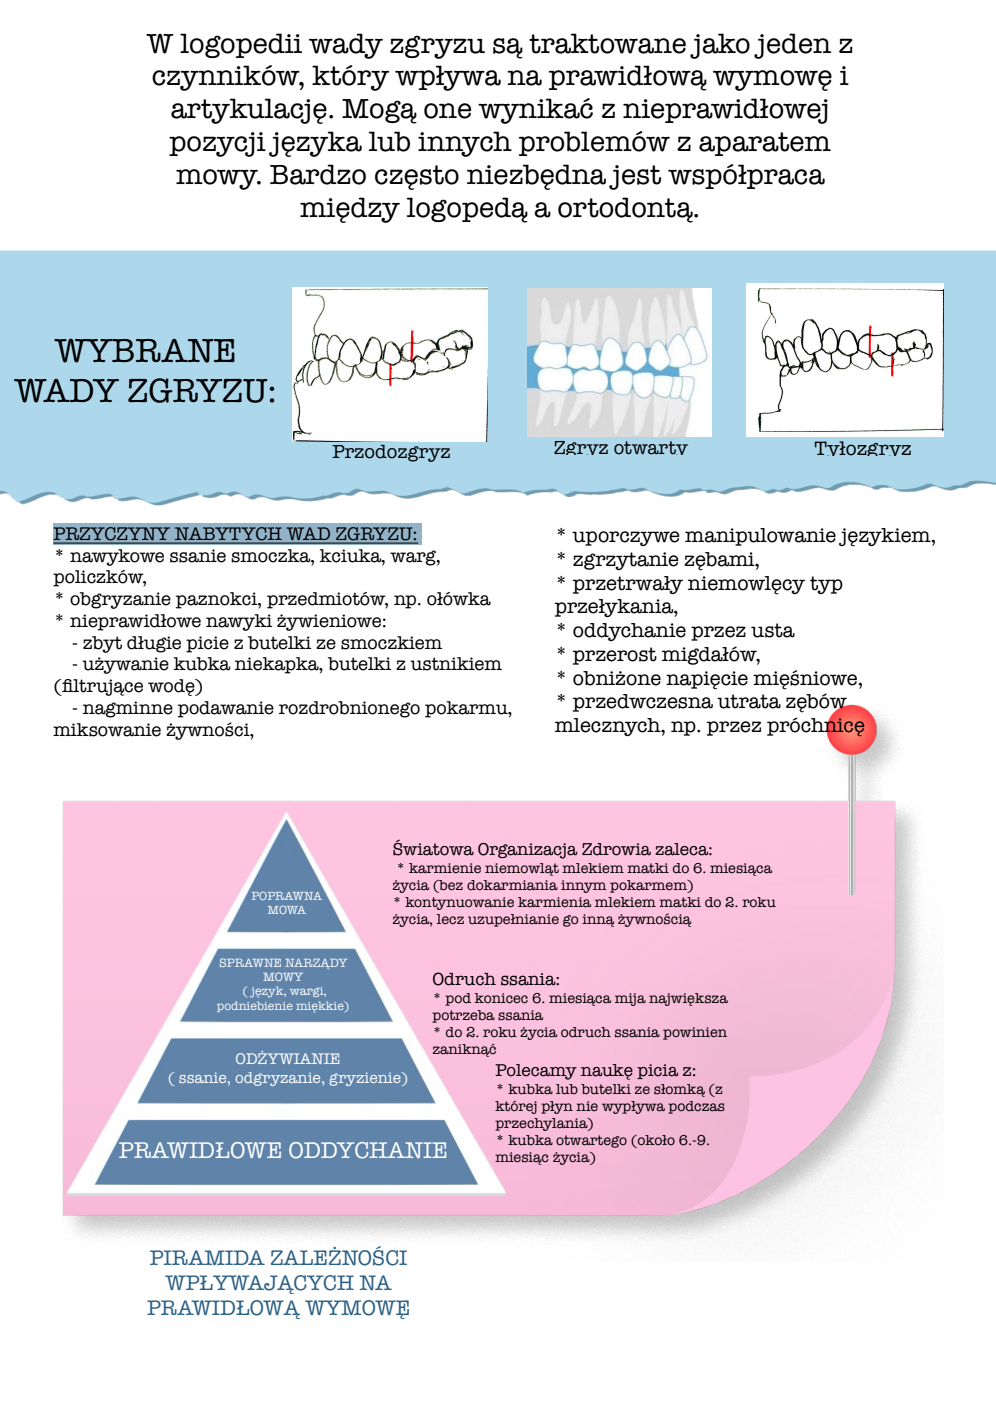 W logopedii wady zgryzu są traktowane jako jeden z
czynników, który wpływa na prawidłową wymowę i
artykulację. Mogą one wynikać z nieprawidłowej
pozycji języka lub innych problemów z aparatem
mowy. Bardzo często niezbędna jest współpraca
między logopedą a ortodontą.
WYBRANE
WADY ZGRYZU:
Przodozgryz
Zgryz otwarty
Tyłozgryz
PRZYCZYNY NABYTYCH WAD ZGRYZU:
* nawykowe ssanie smoczka, kciuka, warg,
policzków,
* obgryzanie paznokci, przedmiotów, np. ołówka
* nieprawidłowe nawyki żywieniowe:
- zbyt długie picie z butelki ze smoczkiem
- używanie kubka niekapka, butelki z ustnikiem
(filtrujące wodę)
- nagminne podawanie rozdrobnionego pokarmu,
miksowanie żywności,
* uporczywe manipulowanie językiem,
* zgrzytanie zębami,
* przetrwały niemowlęcy typ
przełykania,
* oddychanie przez usta
* przerost migdałów,
* obniżone napięcie mięśniowe,
* przedwczesna utrata zębów
mlecznych, np. przez próchnicę
POPRAWNA
MOWA
SPRAWNE NARZĄDY
MOWY
( język, wargi,
podniebienie miękkie)
ODŻYWIANIE
( ssanie, odgryzanie, gryzienie)
PRAWIDŁOWE ODDYCHANIE
Światowa Organizacja Zdrowia zaleca:
* karmienie niemowląt mlekiem matki do 6. miesiąca
życia (bez dokarmiania innym pokarmem)
* kontynuowanie karmienia mlekiem matki do 2. roku
życia, lecz uzupełnianie go inną żywnością
Odruch ssania:
* pod konicec 6. miesiąca mija największa
potrzeba ssania
* do 2. roku życia odruch ssania powinien
zaniknąć
Polecamy naukę picia z:
* kubka lub butelki ze słomką (z
której płyn nie wypływa podczas
przechylania)
* kubka otwartego (około 6.-9.
miesiąc życia)
PIRAMIDA ZALEŻNOŚCI
WPŁYWAJĄCYCH NA
PRAWIDŁOWĄ WYMOWĘ